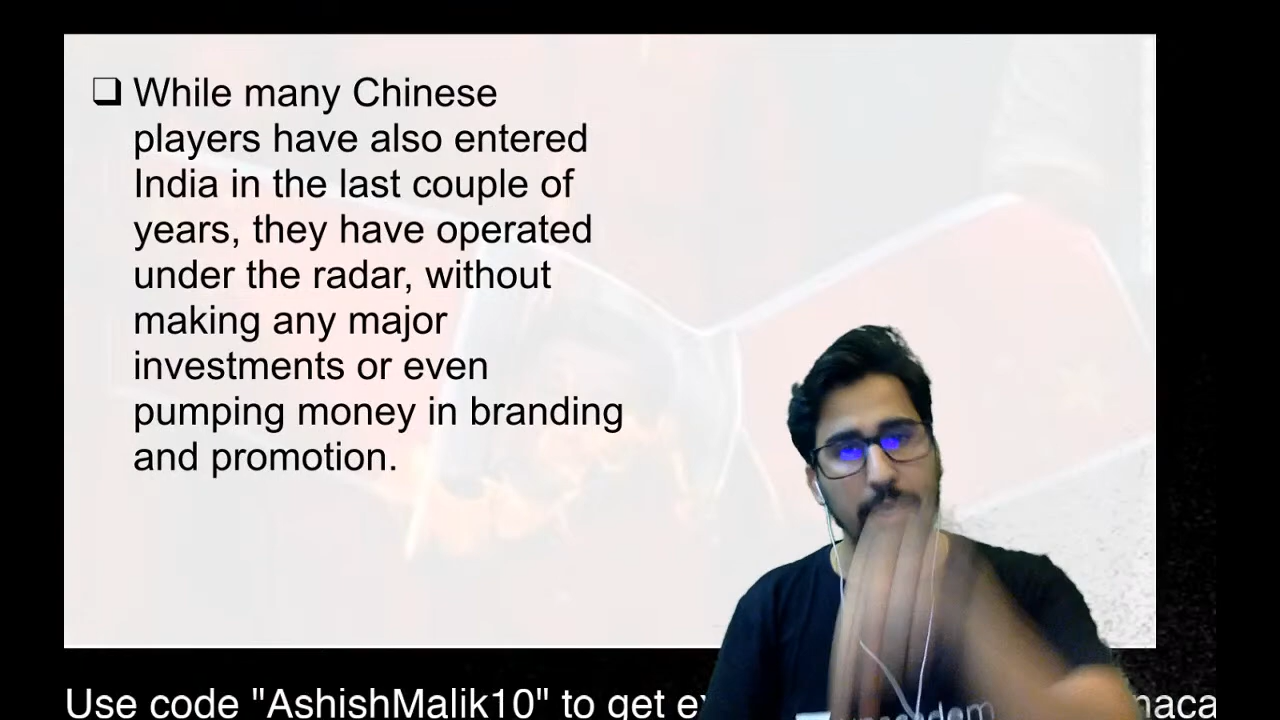 While many Chinese
players have also entered
India in the last couple of
years, they have operated
under the radar, without
making any major
investments or even
pumping money in branding
and promotion.
Use code "AshishMalik10" to get